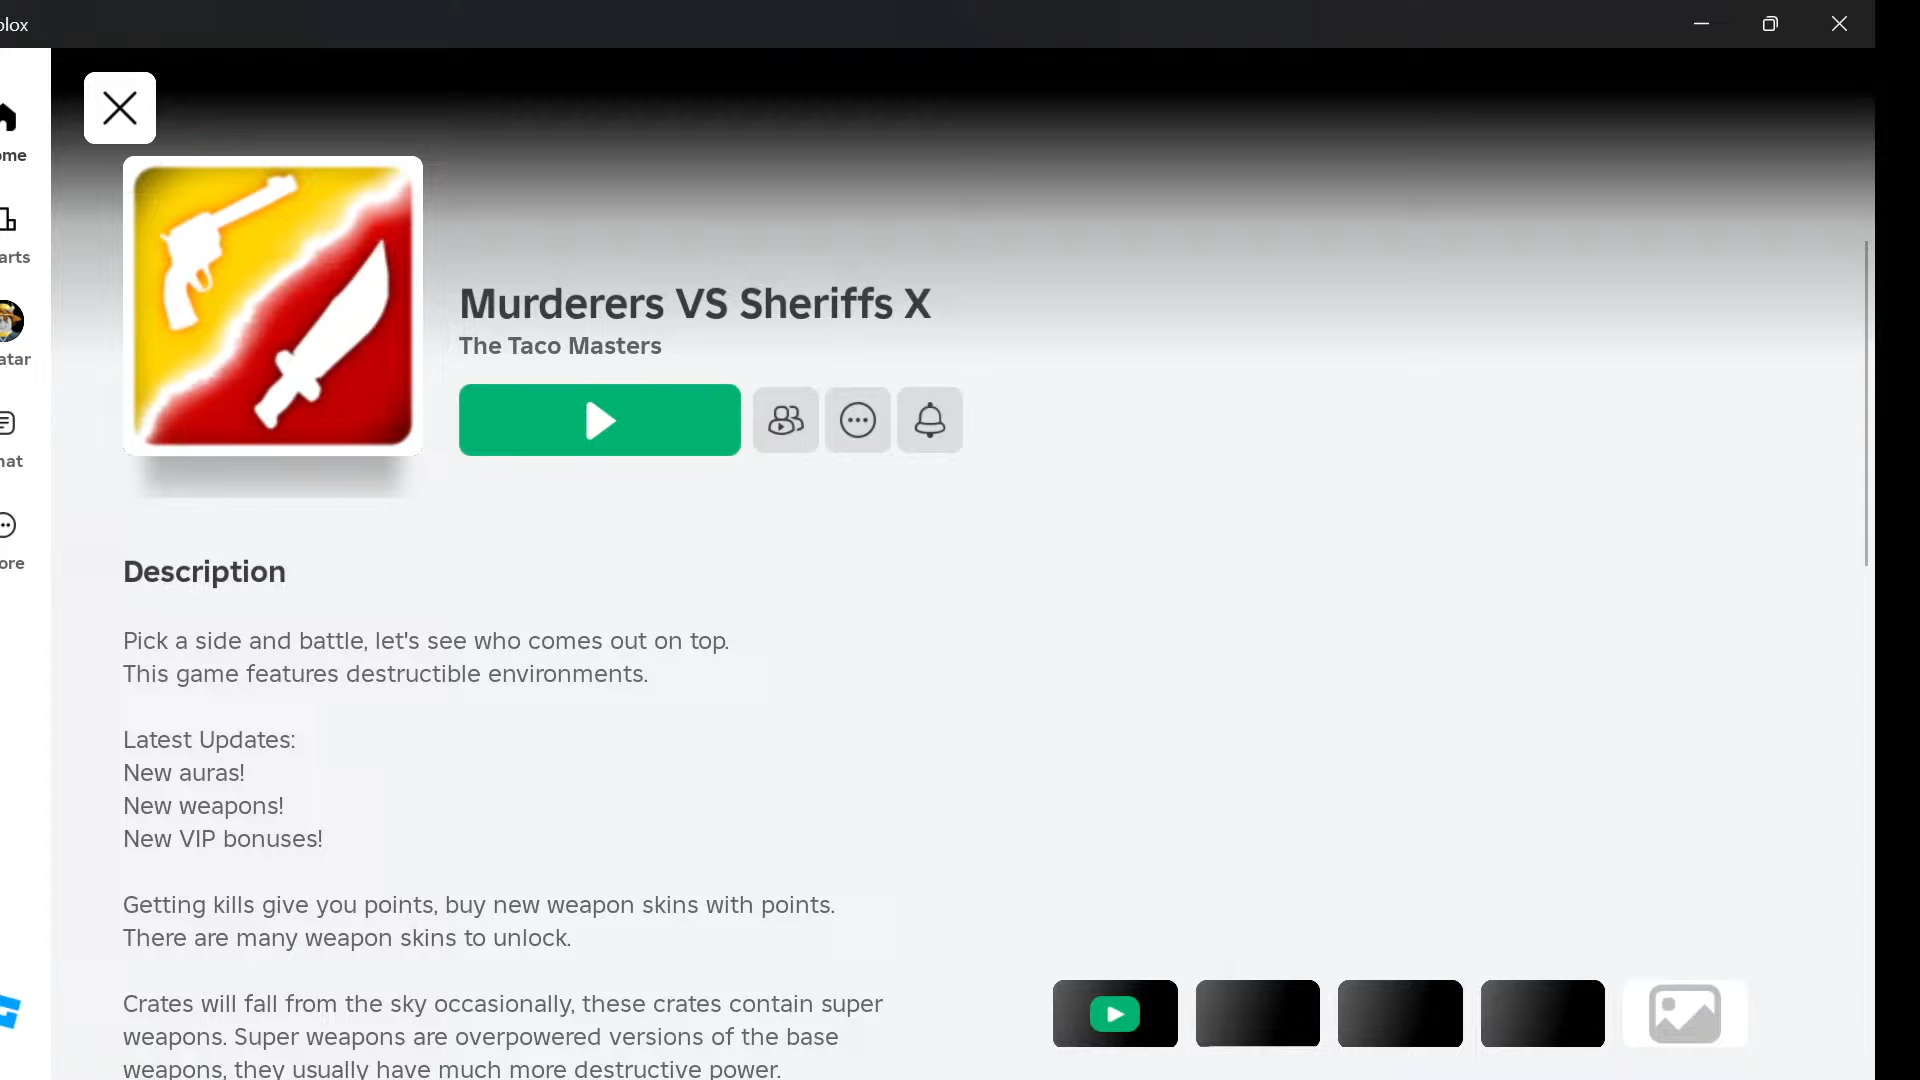 blox
ome
arts
atar
hat
ore
Murderers VS Sheriffs X
The Taco Masters
Description
Pick a side and battle, let's see who comes out on top.
This game features destructible environments.
Latest Updates:
New auras!
New weapons!
New VIP bonuses!
Getting kills give you points, buy new weapon skins with points.
There are many weapon skins to unlock.
Crates will fall from the sky occasionally, these crates contain super
weapons. Super weapons are overpowered versions of the base
weapons, they usually have much more destructive power.